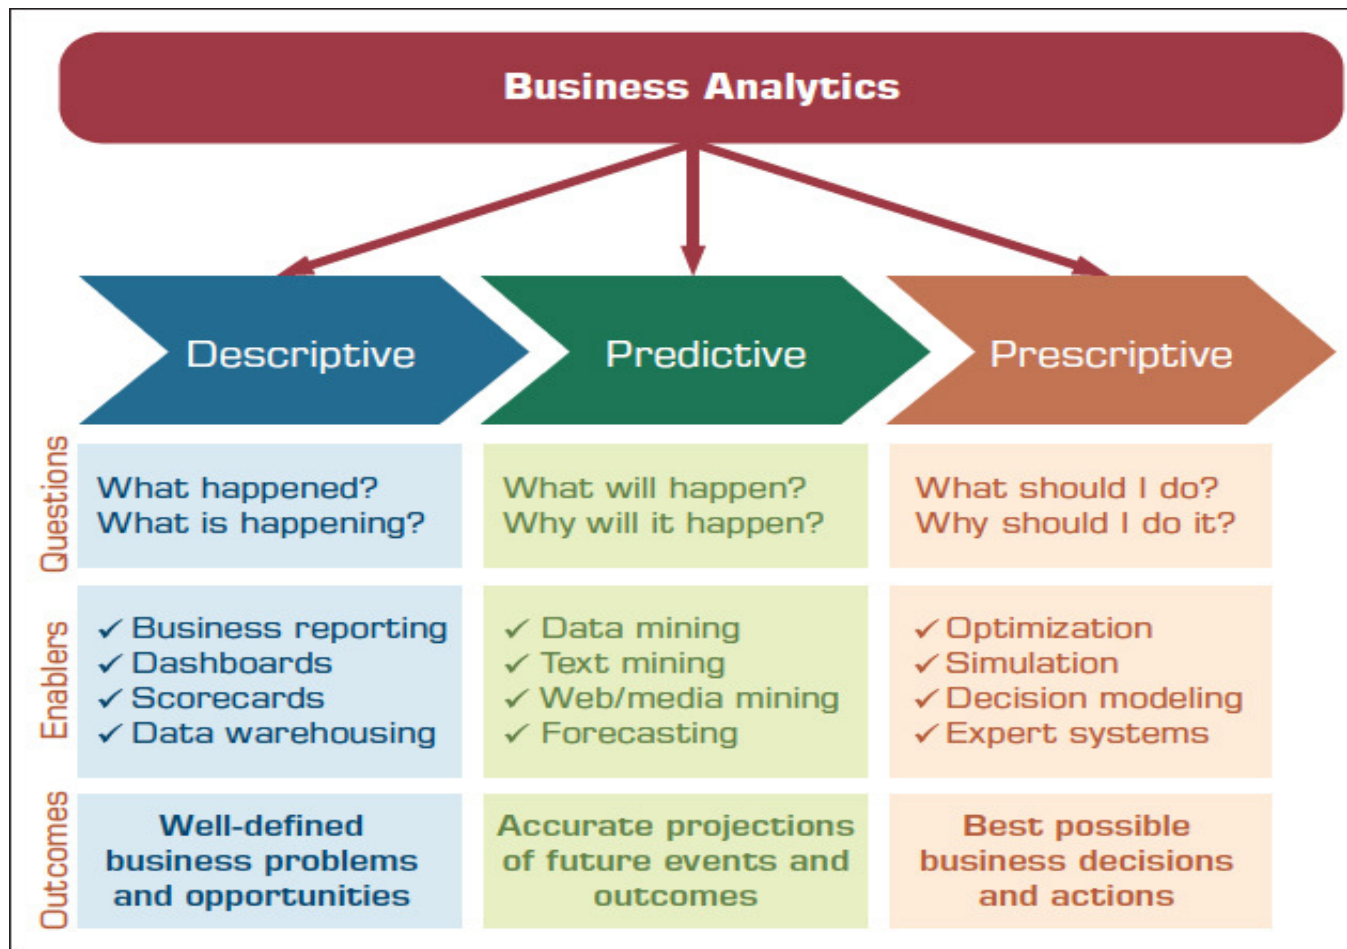 Business Analytics
Descriptive
Predictive
Prescriptive
Questions
What happened?
What is happening?
What will happen?
Why will it happen?
What should I do?
Why should I do it?
Enablers
✓ Business reporting
✓ Dashboards
✓ Scorecards
✓ Data warehousing
✓ Data mining
✓ Text mining
✓ Web/media mining
✓ Forecasting
✓ Optimization
✓ Simulation
✓ Decision modeling
✓ Expert systems
Outcomes
Well-defined
business problems
and opportunities
Accurate projections
of future events and
outcomes
Best possible
business decisions
and actions